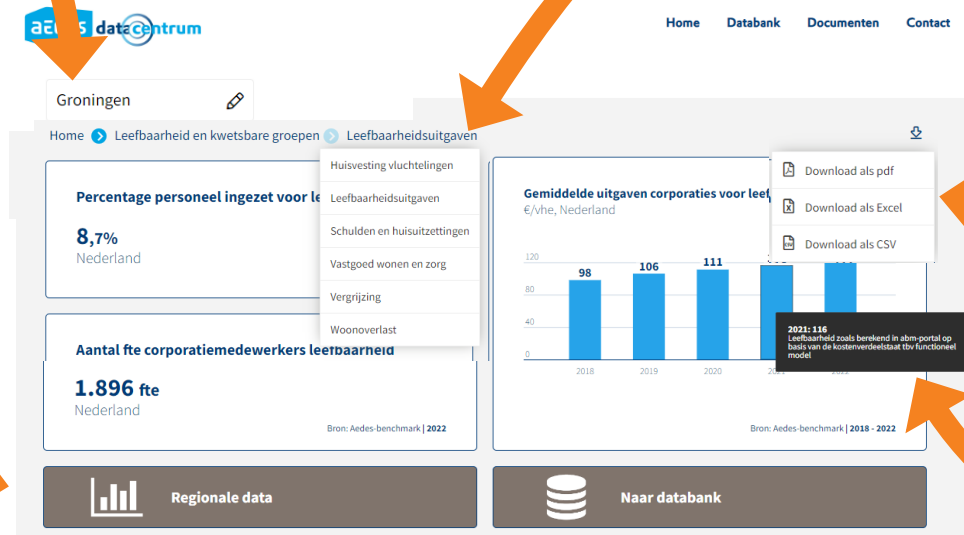 datacentrum
Home Databank Documenten Contact
Groningen
Home Leefbaarheid en kwetsbare groepen Leefbaarheidsuitgaven
Huisvesting vluchtelingen
Leefbaarheidsuitgaven
Schulden en huisuitzettingen
Vastgoed wonen en zorg
Vergrijzing
Woonoverlast
Percentage personeel ingezet voor le
8,7%
Nederland
Aantal fte corporatiemedewerkers leefbaarheid
1.896 fte
Nederland
Bron: Aedes-benchmark | 2022
Gemiddelde uitgaven corporaties voor leef
€/vhe, Nederland
Download als pdf
Download als Excel
Download als CSV
120
80
40
0
98 106 111
2018 2019 2020 2021 2022
2021: 116
Leefbaarheid zoals berekend in abm-portal op
basis van de kostenverdeelstaat tbv functioneel
model
Bron: Aedes-benchmark | 2018 - 2022
Regionale data
Naar databank